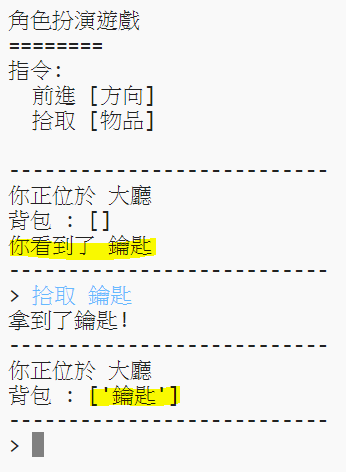 角色扮演遊戲
========
指令:
  前進 [方向]
  拾取 [物品]

---------------------------
你正位於 大廳
背包 : []
你看到了 鑰匙
---------------------------
> 拾取 鑰匙
拿到了鑰匙!
---------------------------
你正位於 大廳
背包 : ['鑰匙']
---------------------------
>